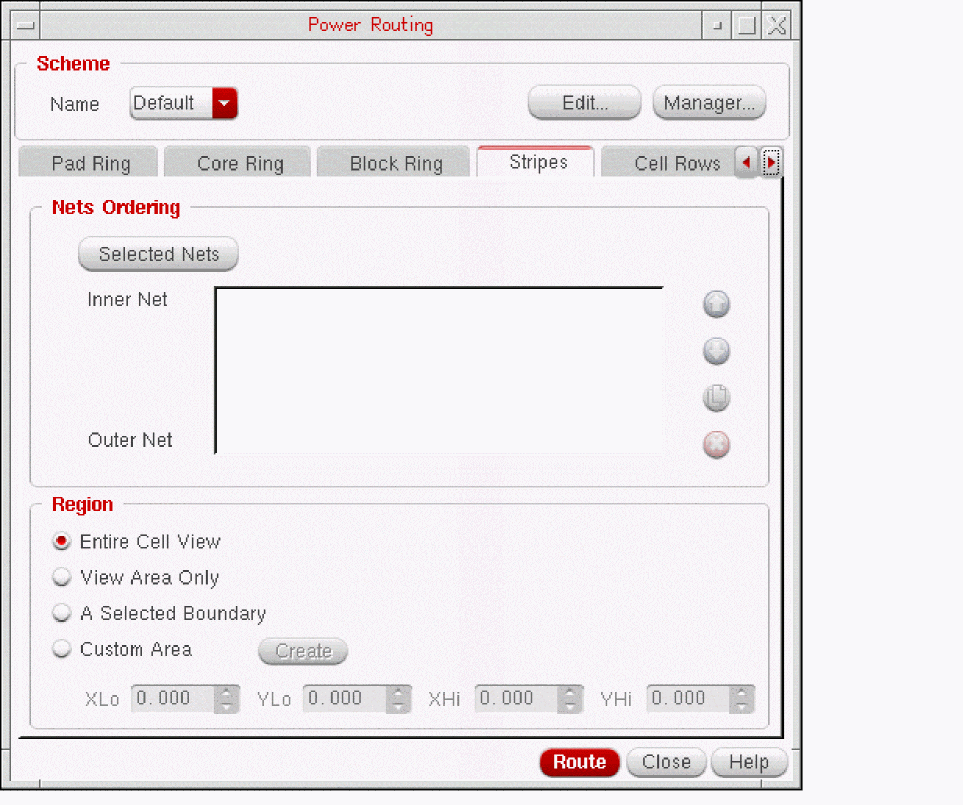 Power Routing
Scheme
Name Default Edit... Manager...
Pad Ring Core Ring Block Ring Stripes Cell Rows
Nets Ordering
Selected Nets
Inner Net
Outer Net
Region
Entire Cell View
View Area Only
A Selected Boundary
Custom Area Create
XLo 0.000 YLo 0.000 XHi 0.000 YHi 0.000
Route Close Help